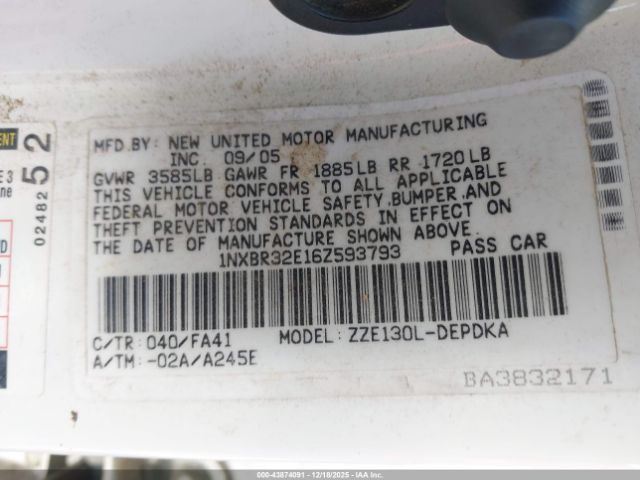 MFD.BY: NEW UNITED MOTOR MANUFACTURING
INC. 09/05
GVWR 3585LB GAWR FR 1885LB RR 1720LB
THIS VEHICLE CONFORMS TO ALL APPLICABLE
FEDERAL MOTOR VEHICLE SAFETY,BUMPER,AND
THEFT PREVENTION STANDARDS IN EFFECT ON
THE DATE OF MANUFACTURE SHOWN ABOVE.
1NXBR32E16Z593793 PASS CAR
C/TR:040/FA41 MODEL:ZZE130L-DEPDKA
A/TM:-02A/A245E
BA3832171
02482 52
000-43874091 - 12/18/2025 - IAA Inc.